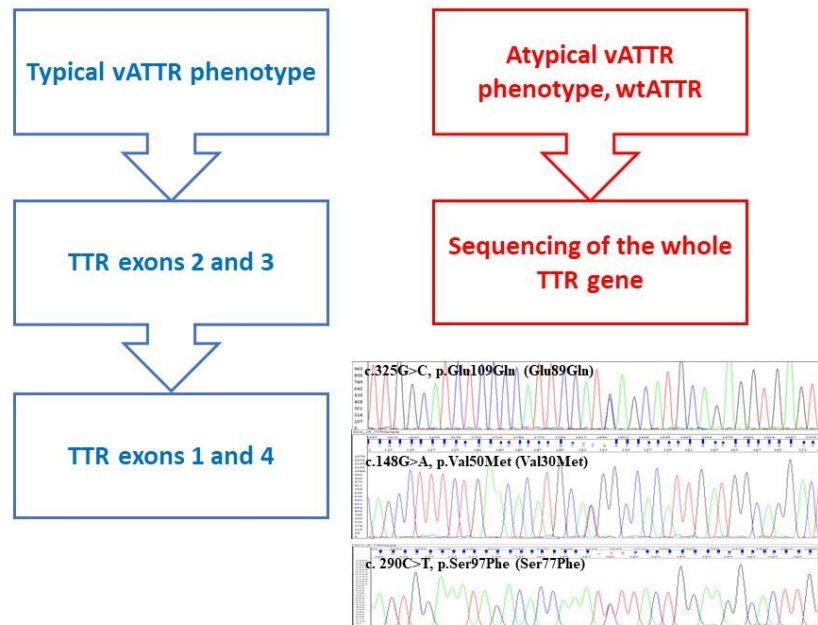 Typical vATTR phenotype
TTR exons 2 and 3
TTR exons 1 and 4
Atypical vATTR
phenotype, wtATTR
Sequencing of the whole
TTR gene
c.325G>C, p.Glu109Gln (Glu89Gln)
c.148G>A, p.Val50Met (Val30Met)
c. 290C>T, p.Ser97Phe (Ser77Phe)